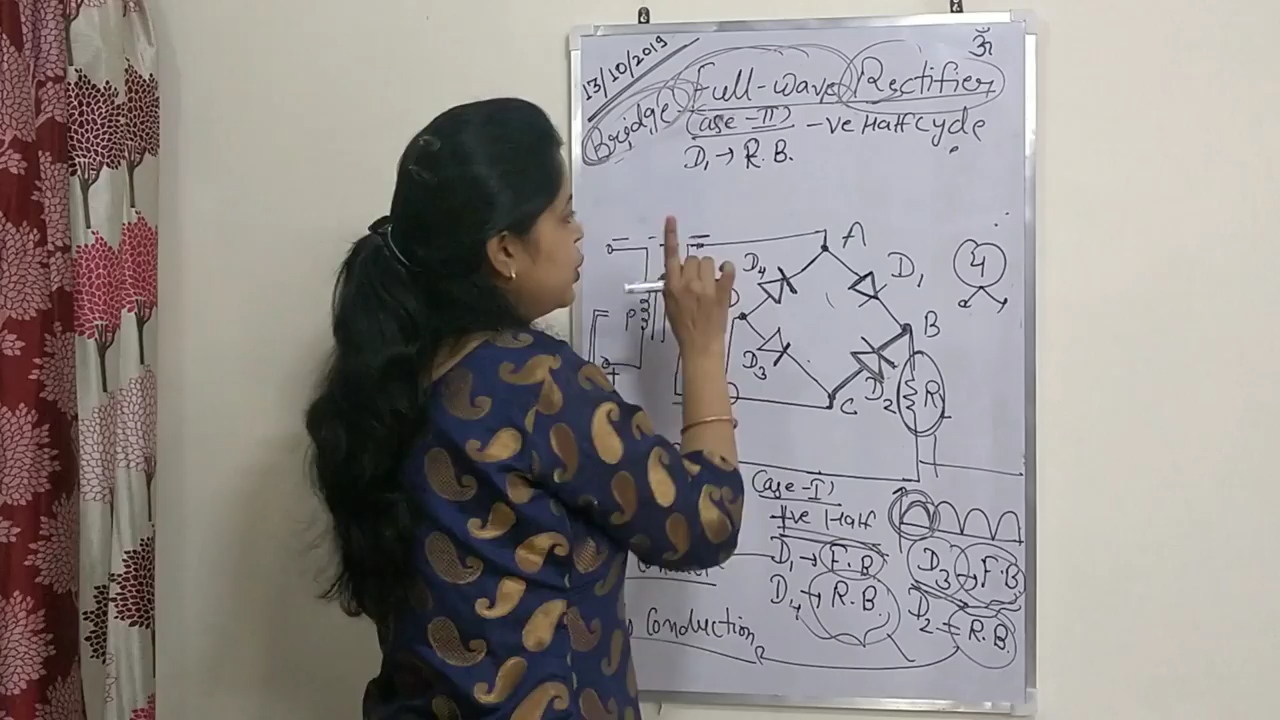 13/10/2019
ॐ
Bridge Full-wave Rectifier
Case-II) -ve Half Cycle
D₁ → R.B.
A
D₄
D₁
4
B
P
D₃
D₂
R
C
+
Case-I)
+ve Half
D₁ → F.B
D₃ → F.B
D₄ → R.B.
D₂ → R.B.
Conduction